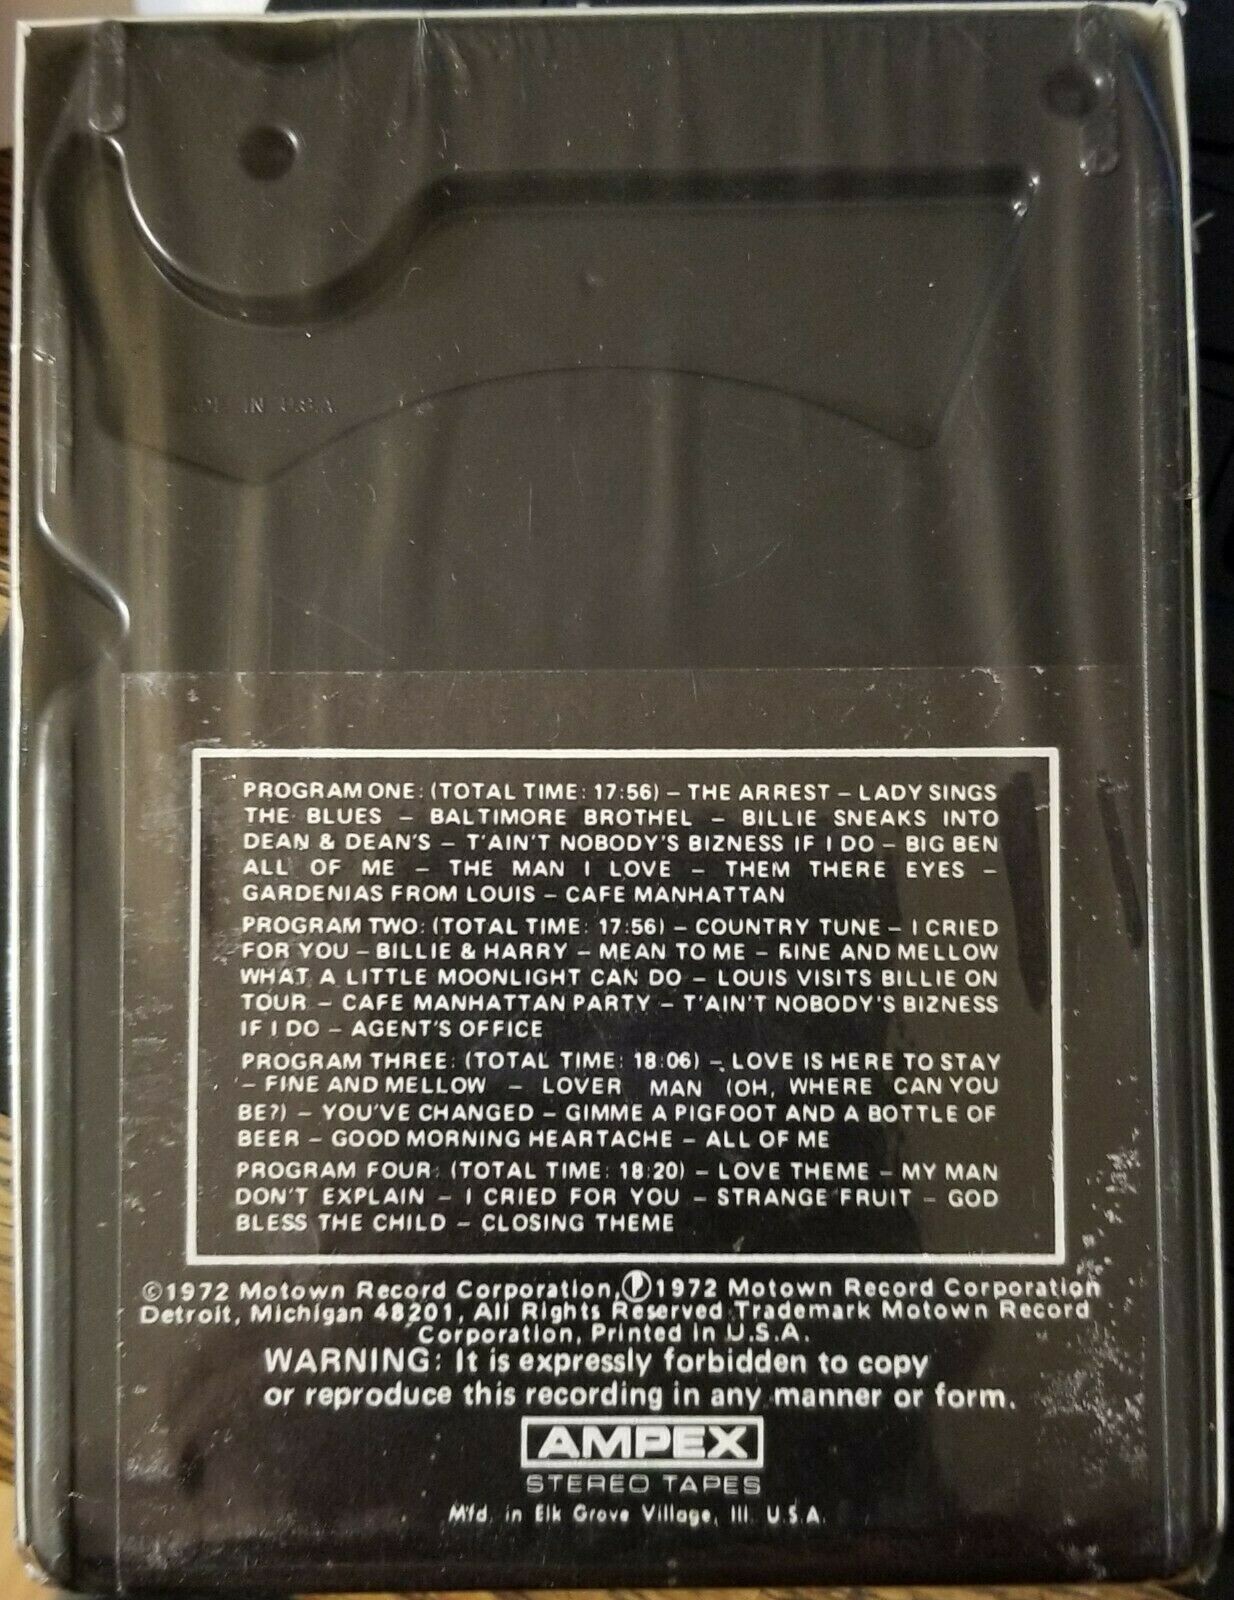 IN U.S.A.
PROGRAM ONE: (TOTAL TIME: 17:56) – THE ARREST – LADY SINGS
THE BLUES – BALTIMORE BROTHEL – BILLIE SNEAKS INTO
DEAN & DEAN'S – T'AIN'T NOBODY'S BIZNESS IF I DO – BIG BEN
ALL OF ME – THE MAN I LOVE – THEM THERE EYES –
GARDENIAS FROM LOUIS – CAFE MANHATTAN
PROGRAM TWO: (TOTAL TIME: 17:56) – COUNTRY TUNE – I CRIED
FOR YOU – BILLIE & HARRY – MEAN TO ME – FINE AND MELLOW
WHAT A LITTLE MOONLIGHT CAN DO – LOUIS VISITS BILLIE ON
TOUR – CAFE MANHATTAN PARTY – T'AIN'T NOBODY'S BIZNESS
IF I DO – AGENT'S OFFICE
PROGRAM THREE: (TOTAL TIME: 18:06) – LOVE IS HERE TO STAY
– FINE AND MELLOW – LOVER MAN (OH, WHERE CAN YOU
BE?) – YOU'VE CHANGED – GIMME A PIGFOOT AND A BOTTLE OF
BEER – GOOD MORNING HEARTACHE – ALL OF ME
PROGRAM FOUR: (TOTAL TIME: 18:20) – LOVE THEME – MY MAN
DON'T EXPLAIN – I CRIED FOR YOU – STRANGE FRUIT – GOD
BLESS THE CHILD – CLOSING THEME
©1972 Motown Record Corporation, ℗1972 Motown Record Corporation
Detroit, Michigan 48201, All Rights Reserved Trademark Motown Record
Corporation, Printed in U.S.A.
WARNING: It is expressly forbidden to copy
or reproduce this recording in any manner or form.
AMPEX
STEREO TAPES
Mfd. in Elk Grove Village, Ill. U.S.A.